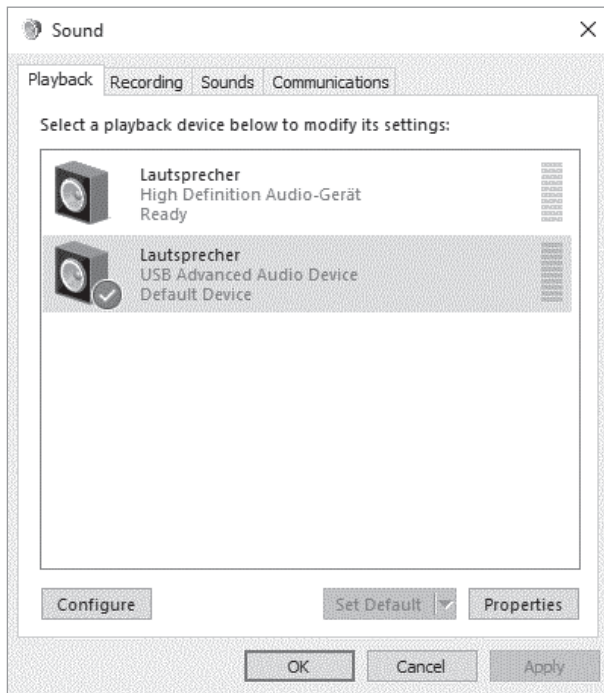 Sound
Playback Recording Sounds Communications
Select a playback device below to modify its settings:
Lautsprecher
High Definition Audio-Gerät
Ready
Lautsprecher
USB Advanced Audio Device
Default Device
Configure Set Default Properties
OK Cancel Apply